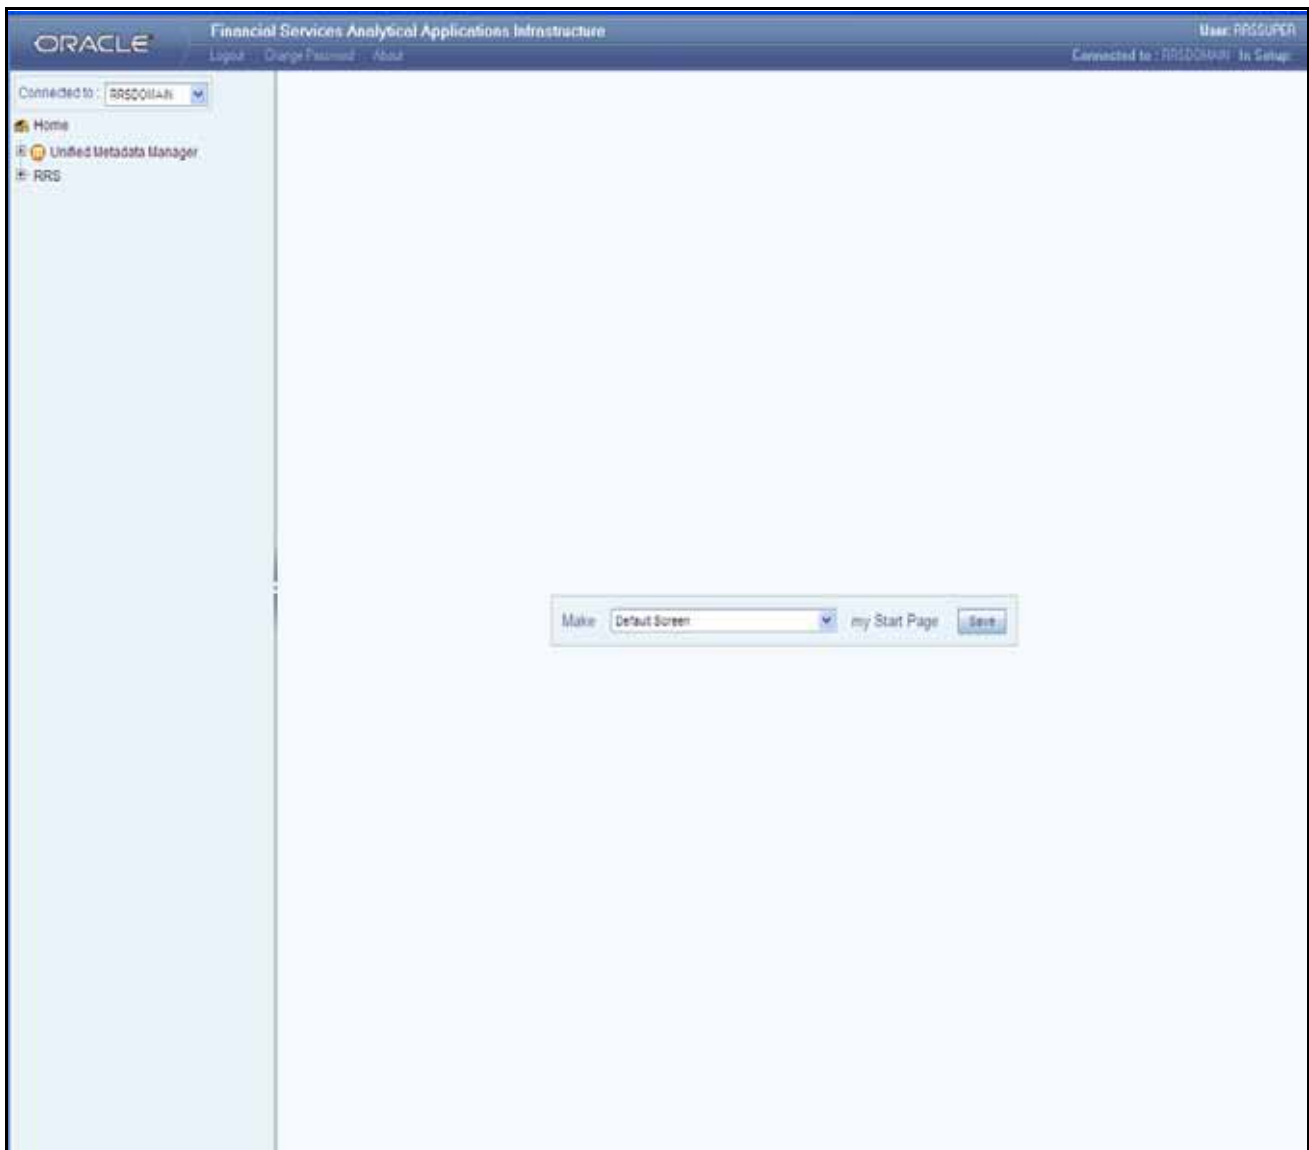 ORACLE
Financial Services Analytical Applications Infrastructure
User: RRSSUPER
Logout Change Password About
Connected to : RRSDOMAIN In Setup:
Connected to : RRSDOMAIN
Home
Unified Metadata Manager
RRS
Make Default Screen my Start Page Save